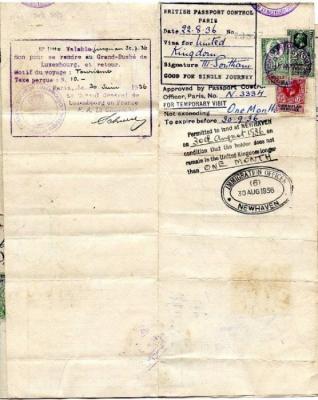 Valable jusqu'au
Bon pour se rendre au Grand-Duché de
Luxembourg, et retour.
Motif du voyage : Tourisme
Taxe perçue : N 10.-
Paris, le 20 Juin 1936
Le Consul Général de
Luxembourg en France
BRITISH PASSPORT CONTROL
PARIS
Date 22.8.36 No
Visa for United
Kingdom
Signature
GOOD FOR SINGLE JOURNEY
Approved by Passport Control
Officer, Paris, No. N.3334
FOR TEMPORARY VISIT
Not exceeding One Month
To expire before 20.9.36
Permitted to land at NEWHAVEN
on August 1936 on
condition that the holder does not
remain in the United Kingdom longer
than ONE MONTH
IMMIGRATION OFFICER
(6)
30 AUG 1936
NEWHAVEN